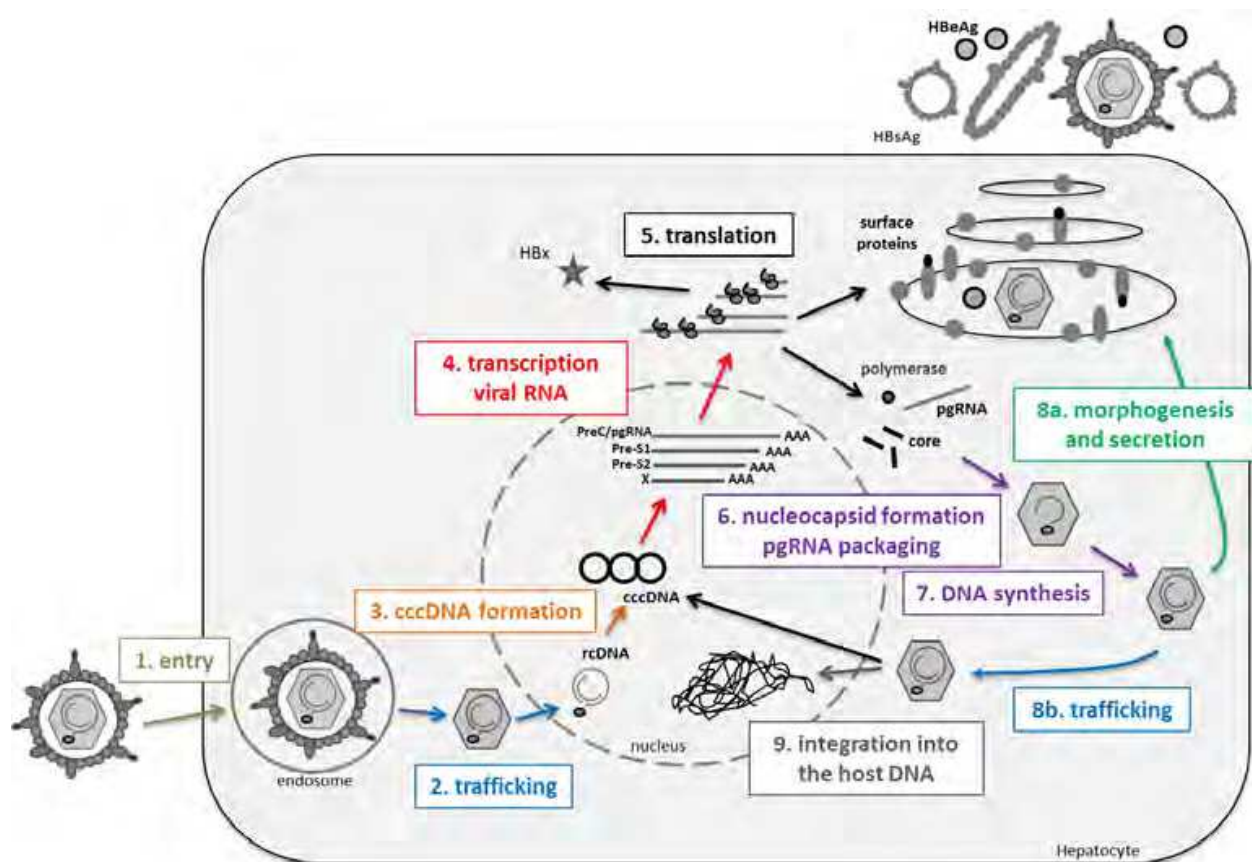 HBeAg
HBsAg
5. translation
HBx
surface
proteins
4. transcription
viral RNA
polymerase
pgRNA
core
8a. morphogenesis
and secretion
PreC/pgRNA
AAA
Pre-S1
AAA
Pre-S2
AAA
X
AAA
6. nucleocapsid formation
pgRNA packaging
7. DNA synthesis
cccDNA
3. cccDNA formation
rcDNA
1. entry
endosome
2. trafficking
nucleus
8b. trafficking
9. integration into
the host DNA
Hepatocyte